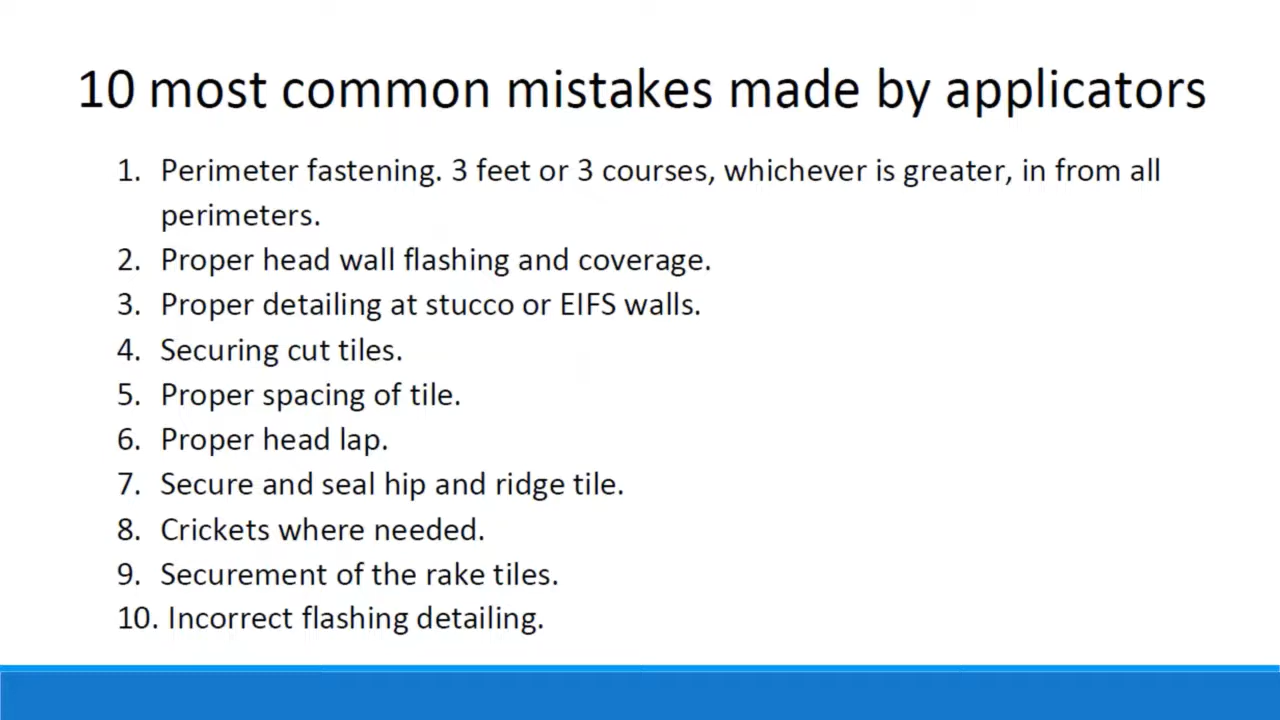 10 most common mistakes made by applicators
1. Perimeter fastening. 3 feet or 3 courses, whichever is greater, in from all
perimeters.
2. Proper head wall flashing and coverage.
3. Proper detailing at stucco or EIFS walls.
4. Securing cut tiles.
5. Proper spacing of tile.
6. Proper head lap.
7. Secure and seal hip and ridge tile.
8. Crickets where needed.
9. Securement of the rake tiles.
10. Incorrect flashing detailing.